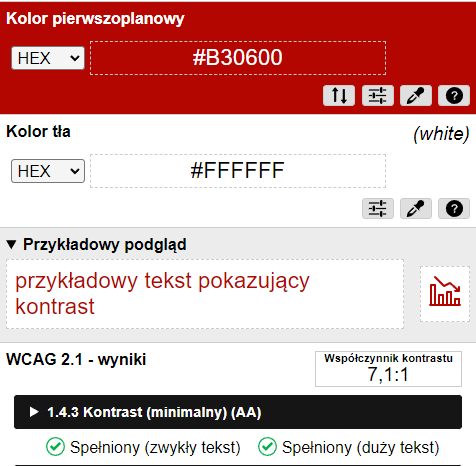 Kolor pierwszoplanowy
HEX #B30600
Kolor tła (white)
HEX #FFFFFF
▼ Przykładowy podgląd
przykładowy tekst pokazujący
kontrast
WCAG 2.1 - wyniki
Współczynnik kontrastu
7,1:1
▶ 1.4.3 Kontrast (minimalny) (AA)
Spełniony (zwykły tekst) Spełniony (duży tekst)